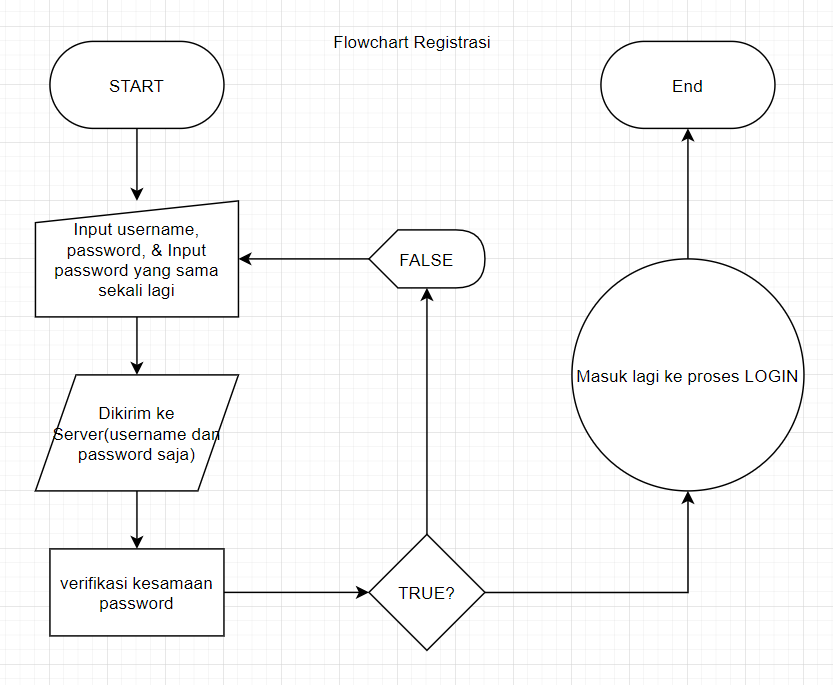 Flowchart Registrasi
START
End
Input username,
password, & Input
password yang sama
sekali lagi
FALSE
Dikirim ke
Server(username dan
password saja)
Masuk lagi ke proses LOGIN
verifikasi kesamaan
password
TRUE?